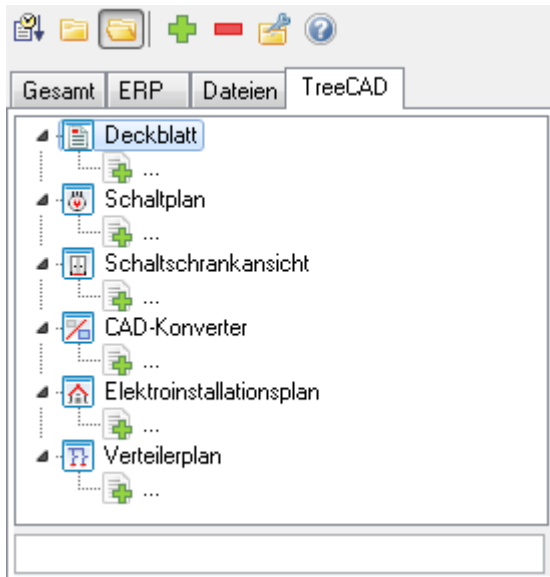 Gesamt ERP Dateien TreeCAD
Deckblatt
...
Schaltplan
...
Schaltschrankansicht
...
CAD-Konverter
...
Elektroinstallationsplan
...
Verteilerplan
...